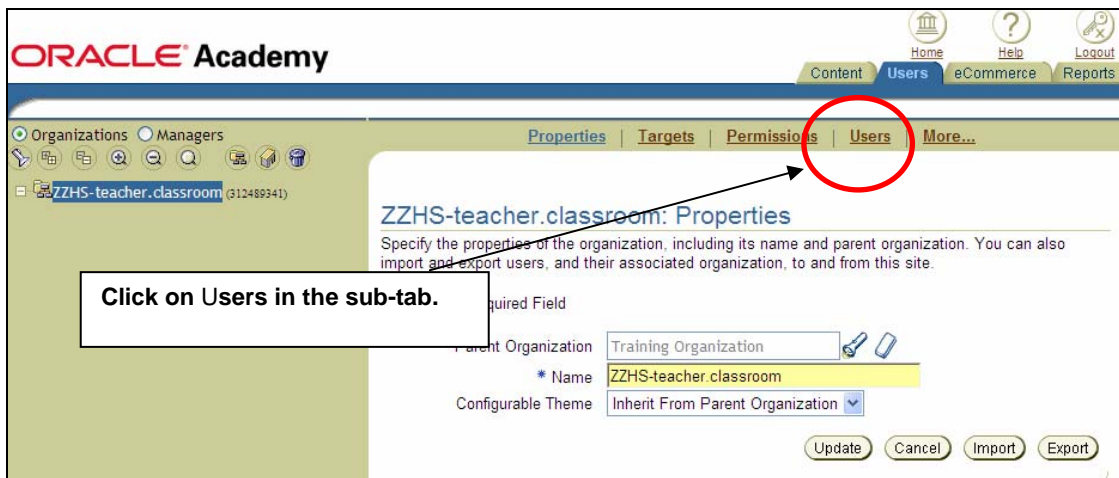 ORACLE Academy
Home Help Logout
Content Users eCommerce Reports
Organizations Managers
Properties | Targets | Permissions | Users | More...
ZZHS-teacher.classroom (312489341)
ZZHS-teacher.classroom: Properties
Specify the properties of the organization, including its name and parent organization. You can also
import and export users, and their associated organization, to and from this site.
Click on Users in the sub-tab.
quired Field
Parent Organization Training Organization
* Name ZZHS-teacher.classroom
Configurable Theme Inherit From Parent Organization
Update Cancel Import Export